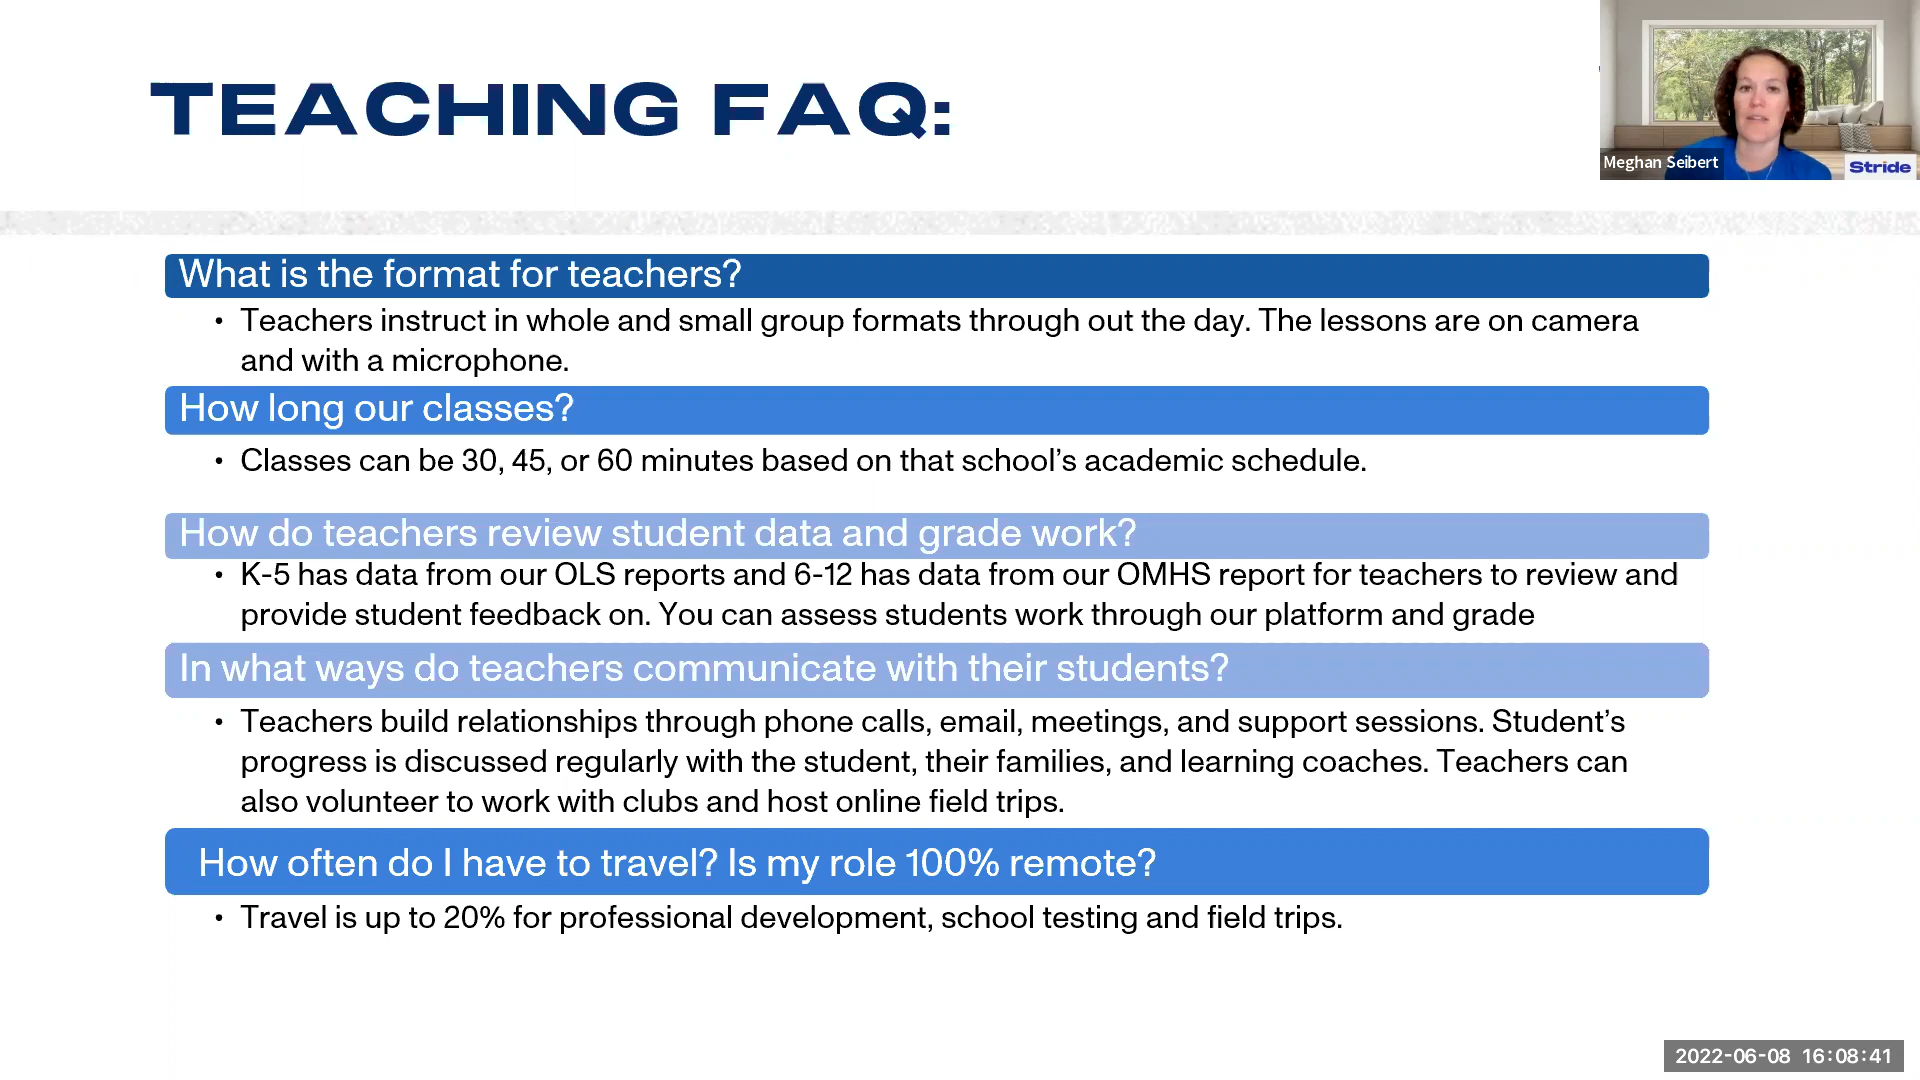 TEACHING FAQ:
Meghan Seibert
Stride
What is the format for teachers?
• Teachers instruct in whole and small group formats through out the day. The lessons are on camera
and with a microphone.
How long our classes?
• Classes can be 30, 45, or 60 minutes based on that school’s academic schedule.
How do teachers review student data and grade work?
• K-5 has data from our OLS reports and 6-12 has data from our OMHS report for teachers to review and
provide student feedback on. You can assess students work through our platform and grade
In what ways do teachers communicate with their students?
• Teachers build relationships through phone calls, email, meetings, and support sessions. Student’s
progress is discussed regularly with the student, their families, and learning coaches. Teachers can
also volunteer to work with clubs and host online field trips.
How often do I have to travel? Is my role 100% remote?
• Travel is up to 20% for professional development, school testing and field trips.
2022-06-08 16:08:41